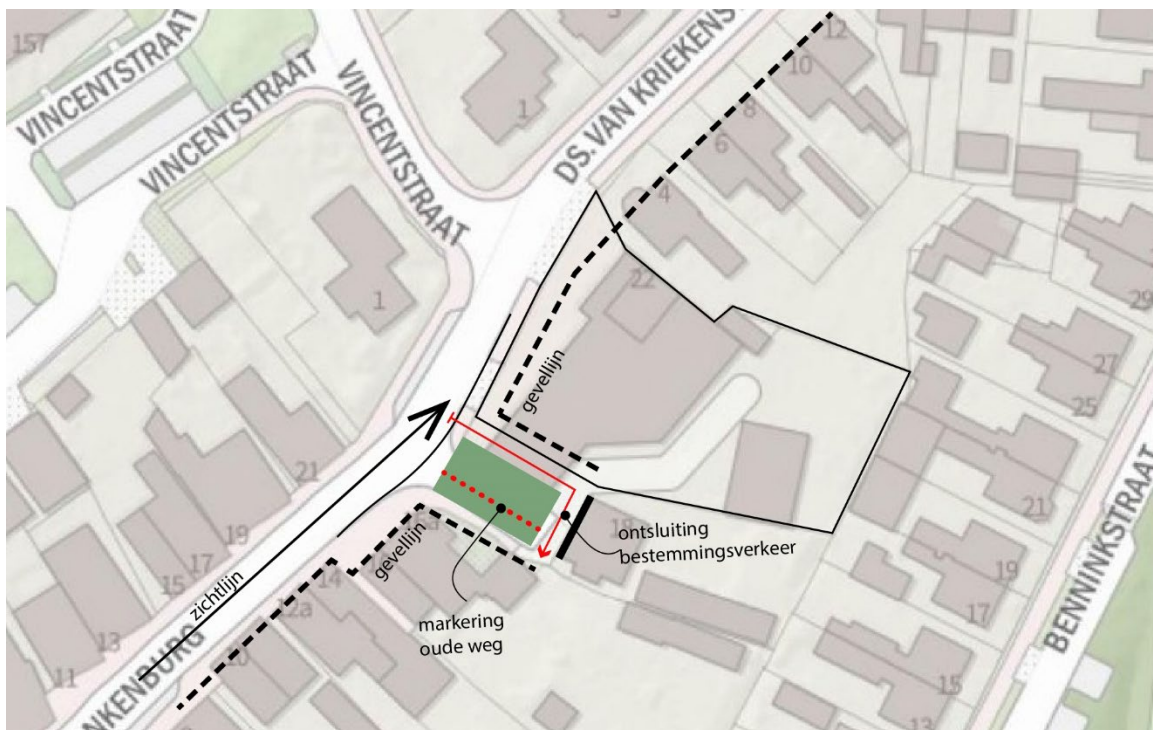 157
VINCENTSTRAAT
VINCENTSTRAAT
VINCENTSTRAAT
1
DS. VAN KRIEKENS
12
10
8
6
4
22
1
gevellijn
29
27
25
21
19
17
15
13
BENNINKSTRAAT
21
19
17
15
13
11
zichtlijn
gevellijn
14
12a
10
NKENBURG
18
ontsluiting
bestemmingsverkeer
markering
oude weg